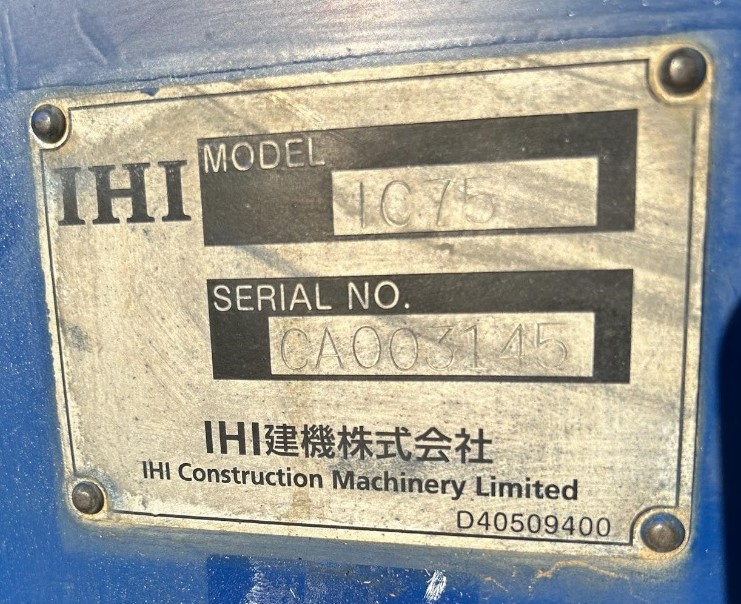 IHI
MODEL
IC75
SERIAL NO.
CA003145
IHI建機株式会社
IHI Construction Machinery Limited
D40509400